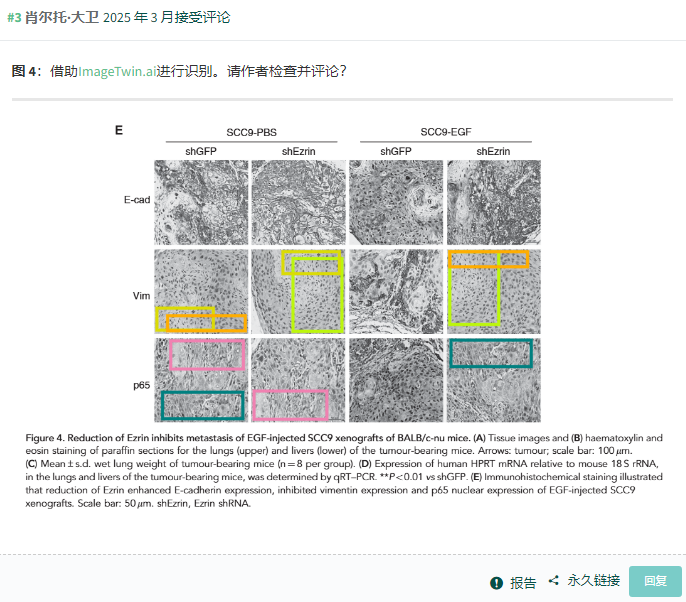 #3 肖尔托·大卫 2025 年 3 月接受评论
图 4：借助ImageTwin.ai进行识别。请作者检查并评论？
E
SCC9-PBS SCC9-EGF
shGFP shEzrin shGFP shEzrin
E-cad
Vim
p65
Figure 4. Reduction of Ezrin inhibits metastasis of EGF-injected SCC9 xenografts of BALB/c-nu mice. (A) Tissue images and (B) haematoxylin and
eosin staining of paraffin sections for the lungs (upper) and livers (lower) of the tumour-bearing mice. Arrows: tumour; scale bar: 100 μm.
(C) Mean ± s.d. wet lung weight of tumour-bearing mice (n = 8 per group). (D) Expression of human HPRT mRNA relative to mouse 18 S rRNA,
in the lungs and livers of the tumour-bearing mice, was determined by qRT–PCR. **P < 0.01 vs shGFP. (E) Immunohistochemical staining illustrated
that reduction of Ezrin enhanced E-cadherin expression, inhibited vimentin expression and p65 nuclear expression of EGF-injected SCC9
xenografts. Scale bar: 50 μm. shEzrin, Ezrin shRNA.
报告 永久链接 回复